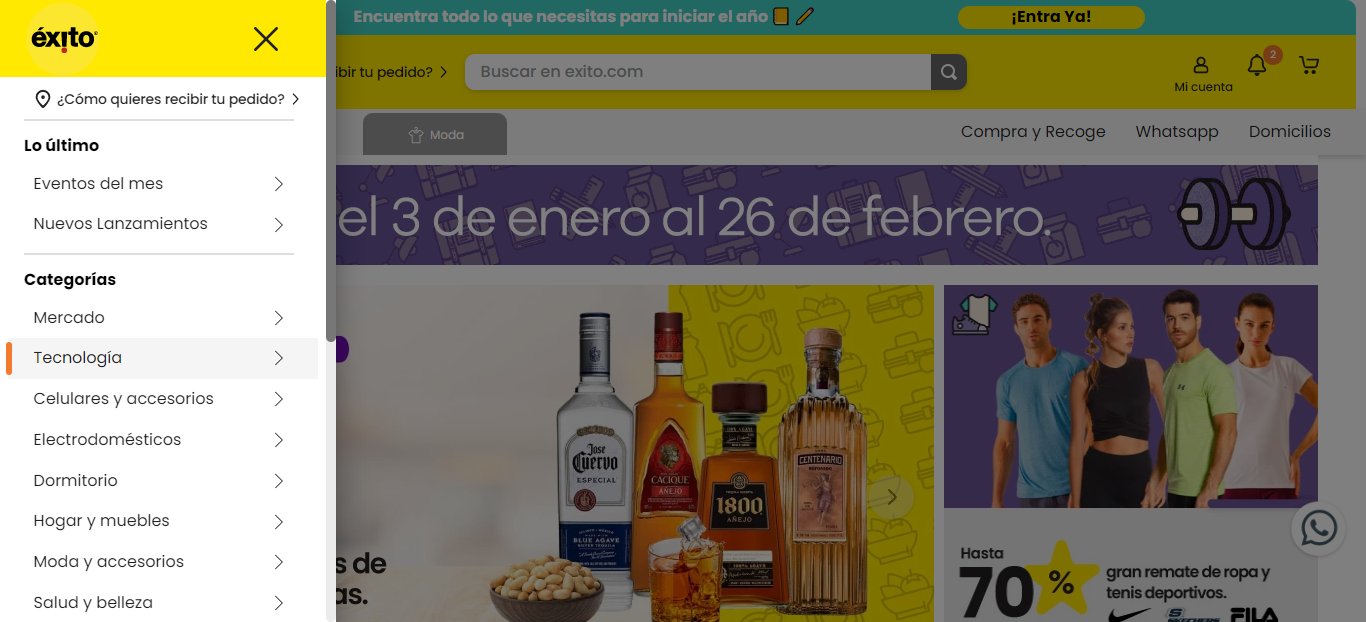 Encuentra todo lo que necesitas para iniciar el año
¡Entra Ya!
éxito
ibir tu pedido?
Buscar en exito.com
Mi cuenta
2
¿Cómo quieres recibir tu pedido?
Moda
Compra y Recoge
Whatsapp
Domicilios
Lo último
Eventos del mes
Nuevos Lanzamientos
el 3 de enero al 26 de febrero.
Categorías
Mercado
Tecnología
Celulares y accesorios
Electrodomésticos
Dormitorio
Hogar y muebles
Moda y accesorios
Salud y belleza
Jose
Cuervo
ESPECIAL
BLUE AGAVE
CACIQUE
AÑEJO
1800
AÑEJO
CENTENARIO
s de
as.
Hasta
70%
gran remate de ropa y
tenis deportivos.
SKECHERS
FILA